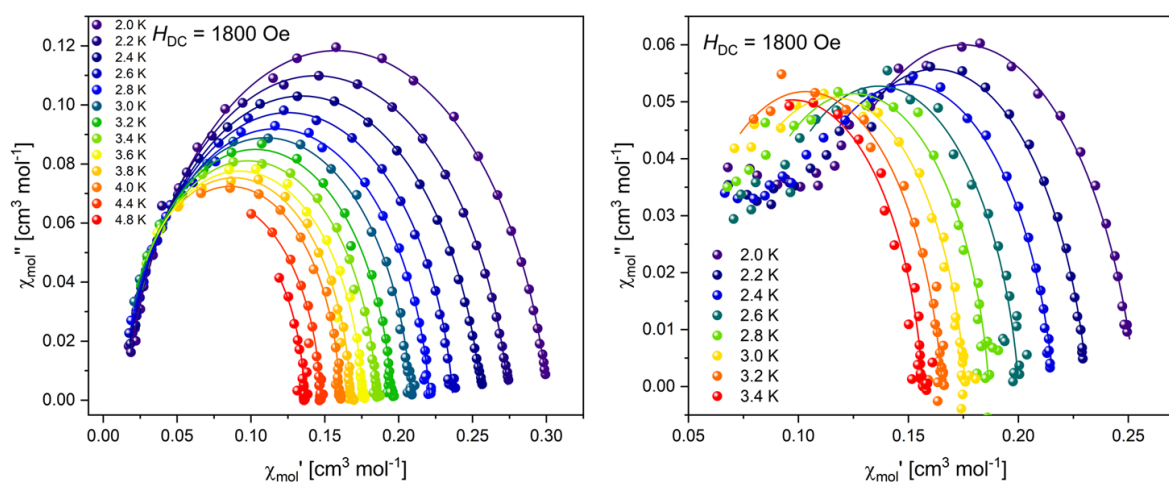 H_DC = 1800 Oe
2.0 K
2.2 K
2.4 K
2.6 K
2.8 K
3.0 K
3.2 K
3.4 K
3.6 K
3.8 K
4.0 K
4.4 K
4.8 K
0.12
0.10
0.08
0.06
0.04
0.02
0.00
χmol'' [cm³ mol⁻¹]
0.00 0.05 0.10 0.15 0.20 0.25 0.30
χmol' [cm³ mol⁻¹]
H_DC = 1800 Oe
0.06
0.05
0.04
0.03
0.02
0.01
0.00
χmol'' [cm³ mol⁻¹]
2.0 K
2.2 K
2.4 K
2.6 K
2.8 K
3.0 K
3.2 K
3.4 K
0.05 0.10 0.15 0.20 0.25
χmol' [cm³ mol⁻¹]